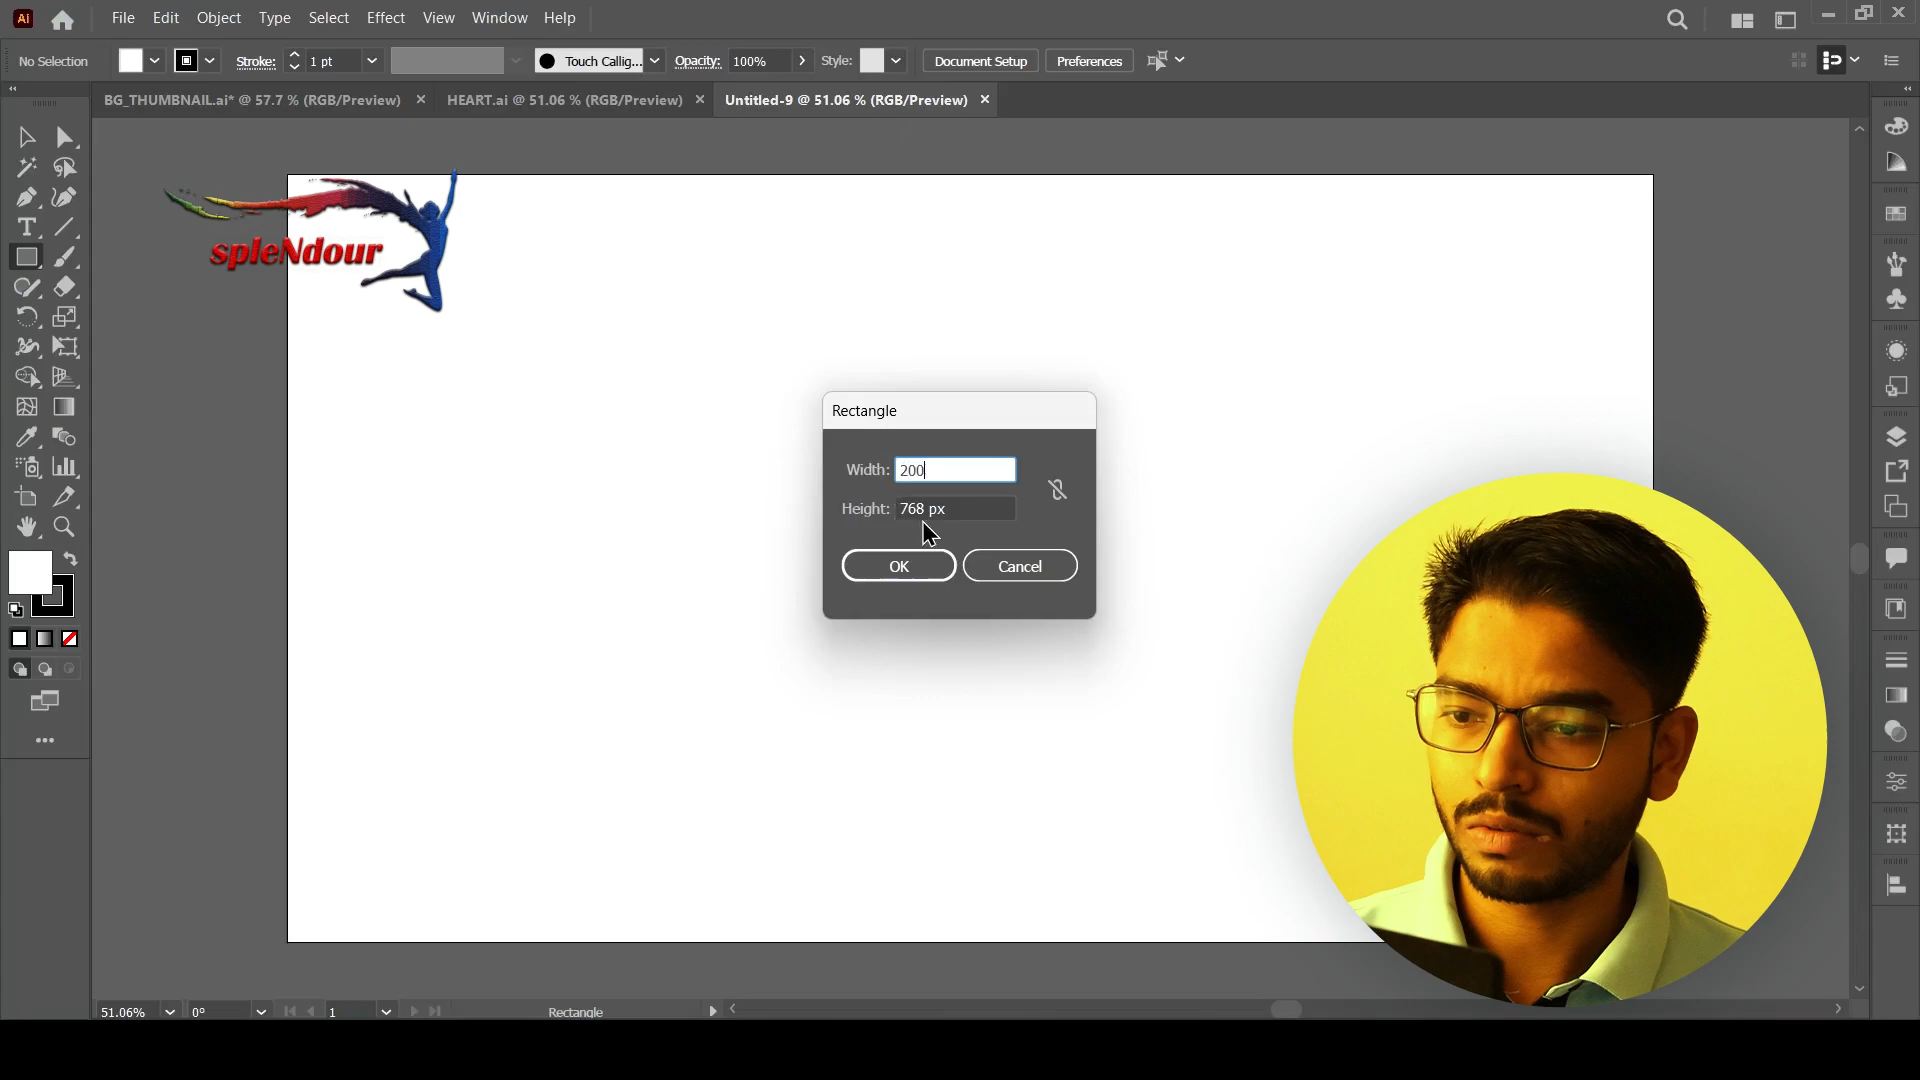 Ai File Edit Object Type Select Effect View Window Help
No Selection Stroke: 1 pt Touch Callig... Opacity: 100% Style: Document Setup Preferences
BG_THUMBNAIL.ai* @ 57.7 % (RGB/Preview) HEART.ai @ 51.06 % (RGB/Preview) Untitled-9 @ 51.06 % (RGB/Preview)
spleNdour
Rectangle
Width: 200
Height: 768 px
OK Cancel
51.06% 0° 1 Rectangle